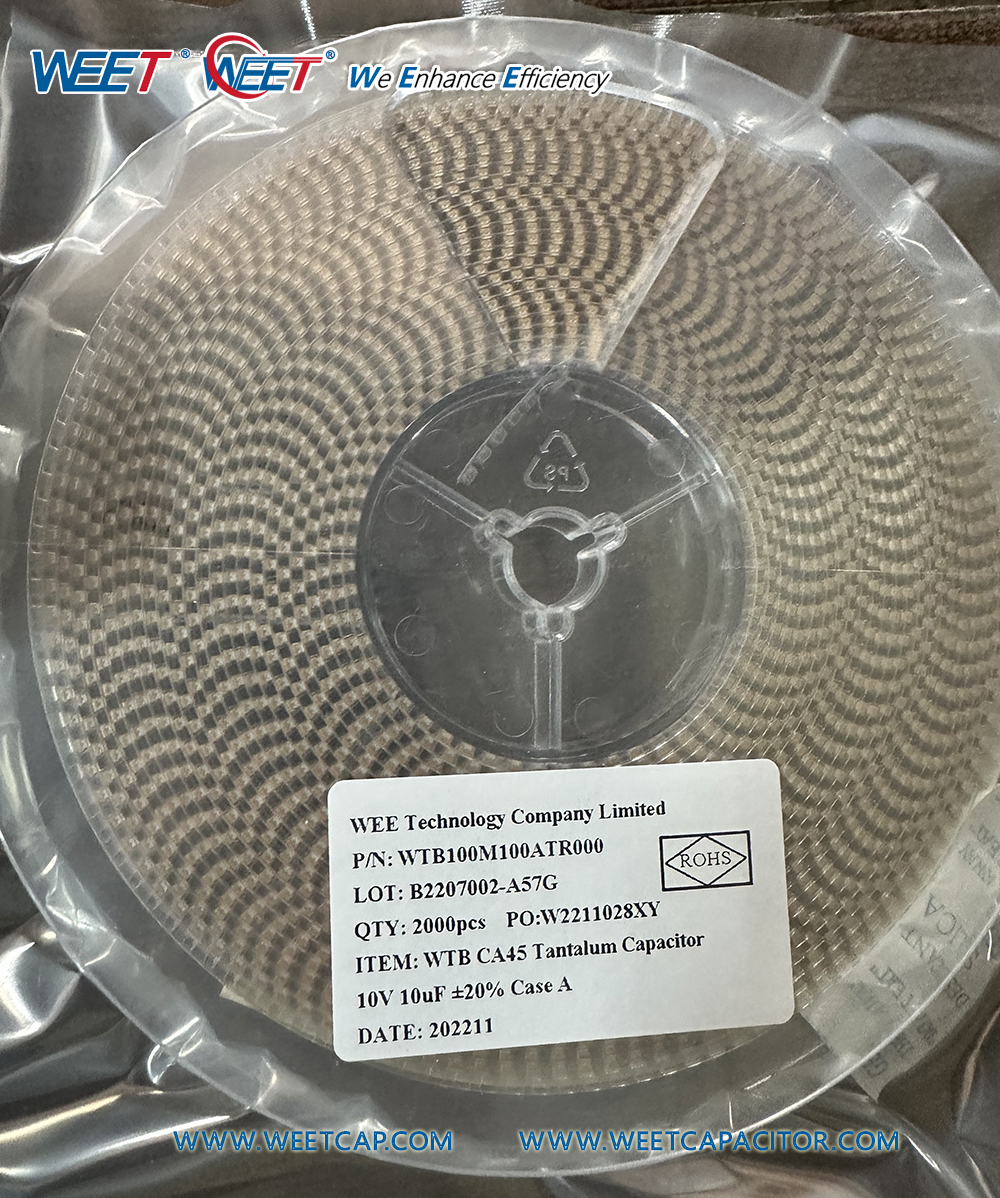 WEET® WEET® We Enhance Efficiency
PS
WEE Technology Company Limited
P/N: WTB100M100ATR000
ROHS
LOT: B2207002-A57G
QTY: 2000pcs PO:W2211028XY
ITEM: WTB CA45 Tantalum Capacitor
10V 10uF ±20% Case A
DATE: 202211
WWW.WEETCAP.COM WWW.WEETCAPACITOR.COM